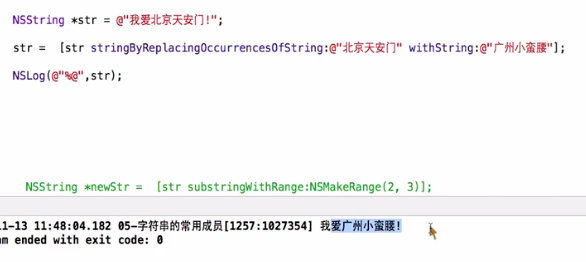 NSString *str = @"我爱北京天安门!";
str =  [str stringByReplacingOccurrencesOfString:@"北京天安门" withString:@"广州小蛮腰"];
NSLog(@"%@",str);
NSString *newStr =  [str substringWithRange:NSMakeRange(2, 3)];
11-13 11:48:04.182 05-字符串的常用成员[1257:1027354] 我爱广州小蛮腰!
am ended with exit code: 0